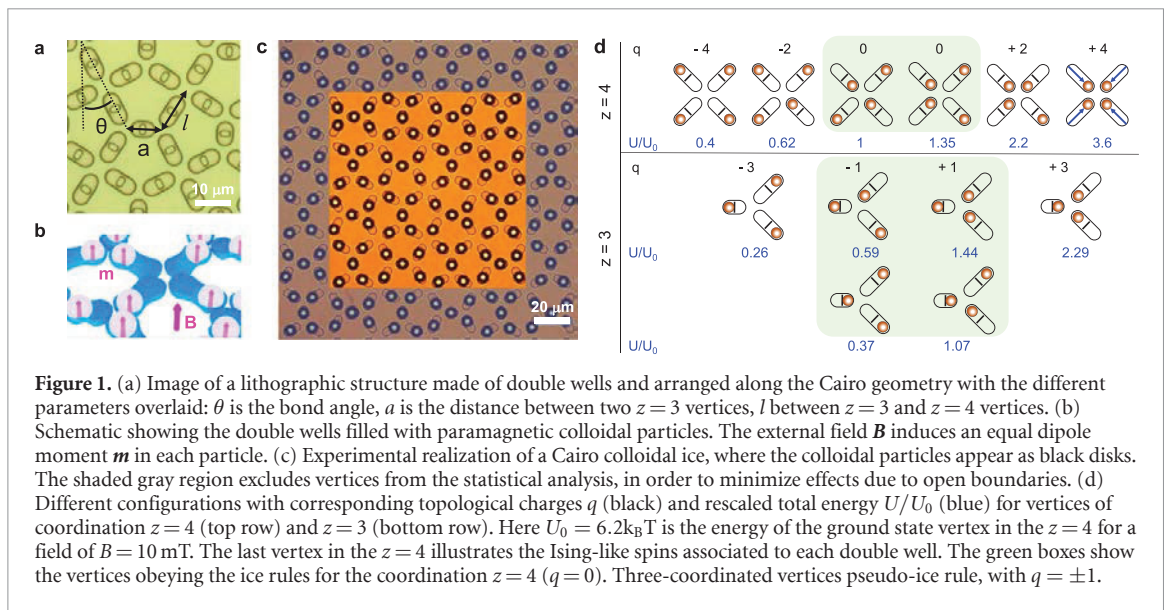 a
θ
a
l
10 μm
b
m
B
c
20 μm
d
q
- 4
-2
0
0
+ 2
+ 4
z = 4
U/U0
0.4
0.62
1
1.35
2.2
3.6
q
- 3
- 1
+ 1
+ 3
z = 3
U/U0
0.26
0.59
1.44
2.29
U/U0
0.37
1.07
Figure 1. (a) Image of a lithographic structure made of double wells and arranged along the Cairo geometry with the different
parameters overlaid: θ is the bond angle, a is the distance between two z = 3 vertices, l between z = 3 and z = 4 vertices. (b)
Schematic showing the double wells filled with paramagnetic colloidal particles. The external field B induces an equal dipole
moment m in each particle. (c) Experimental realization of a Cairo colloidal ice, where the colloidal particles appear as black disks.
The shaded gray region excludes vertices from the statistical analysis, in order to minimize effects due to open boundaries. (d)
Different configurations with corresponding topological charges q (black) and rescaled total energy U/U0 (blue) for vertices of
coordination z = 4 (top row) and z = 3 (bottom row). Here U0 = 6.2kBT is the energy of the ground state vertex in the z = 4 for a
field of B = 10 mT. The last vertex in the z = 4 illustrates the Ising-like spins associated to each double well. The green boxes show
the vertices obeying the ice rules for the coordination z = 4 (q = 0). Three-coordinated vertices pseudo-ice rule, with q = ±1.